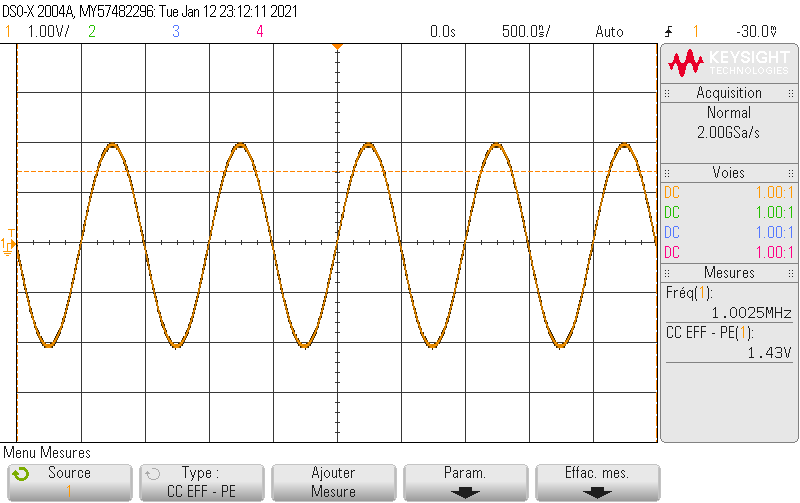 DSO-X 2004A, MY57482296: Tue Jan 12 23:12:11 2021
1 1.00V/ 2 3 4 0.0s 500.0ns/ Auto 1 -30.0V
KEYSIGHT
TECHNOLOGIES
Acquisition
Normal
2.00GSa/s
Voies
DC 1.00:1
DC 1.00:1
DC 1.00:1
DC 1.00:1
Mesures
Fréq(1):
1.0025MHz
CC EFF - PE(1):
1.43V
T
1
Menu Mesures
Source
1
Type :
CC EFF - PE
Ajouter
Mesure
Param.
Effac. mes.